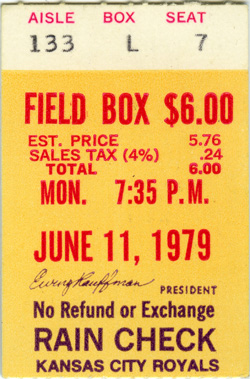 AISLE BOX SEAT
133 L 7
FIELD BOX $6.00
EST. PRICE 5.76
SALES TAX (4%) .24
TOTAL 6.00
MON. 7:35 P.M.
JUNE 11, 1979
Ewing Kauffman
PRESIDENT
No Refund or Exchange
RAIN CHECK
KANSAS CITY ROYALS